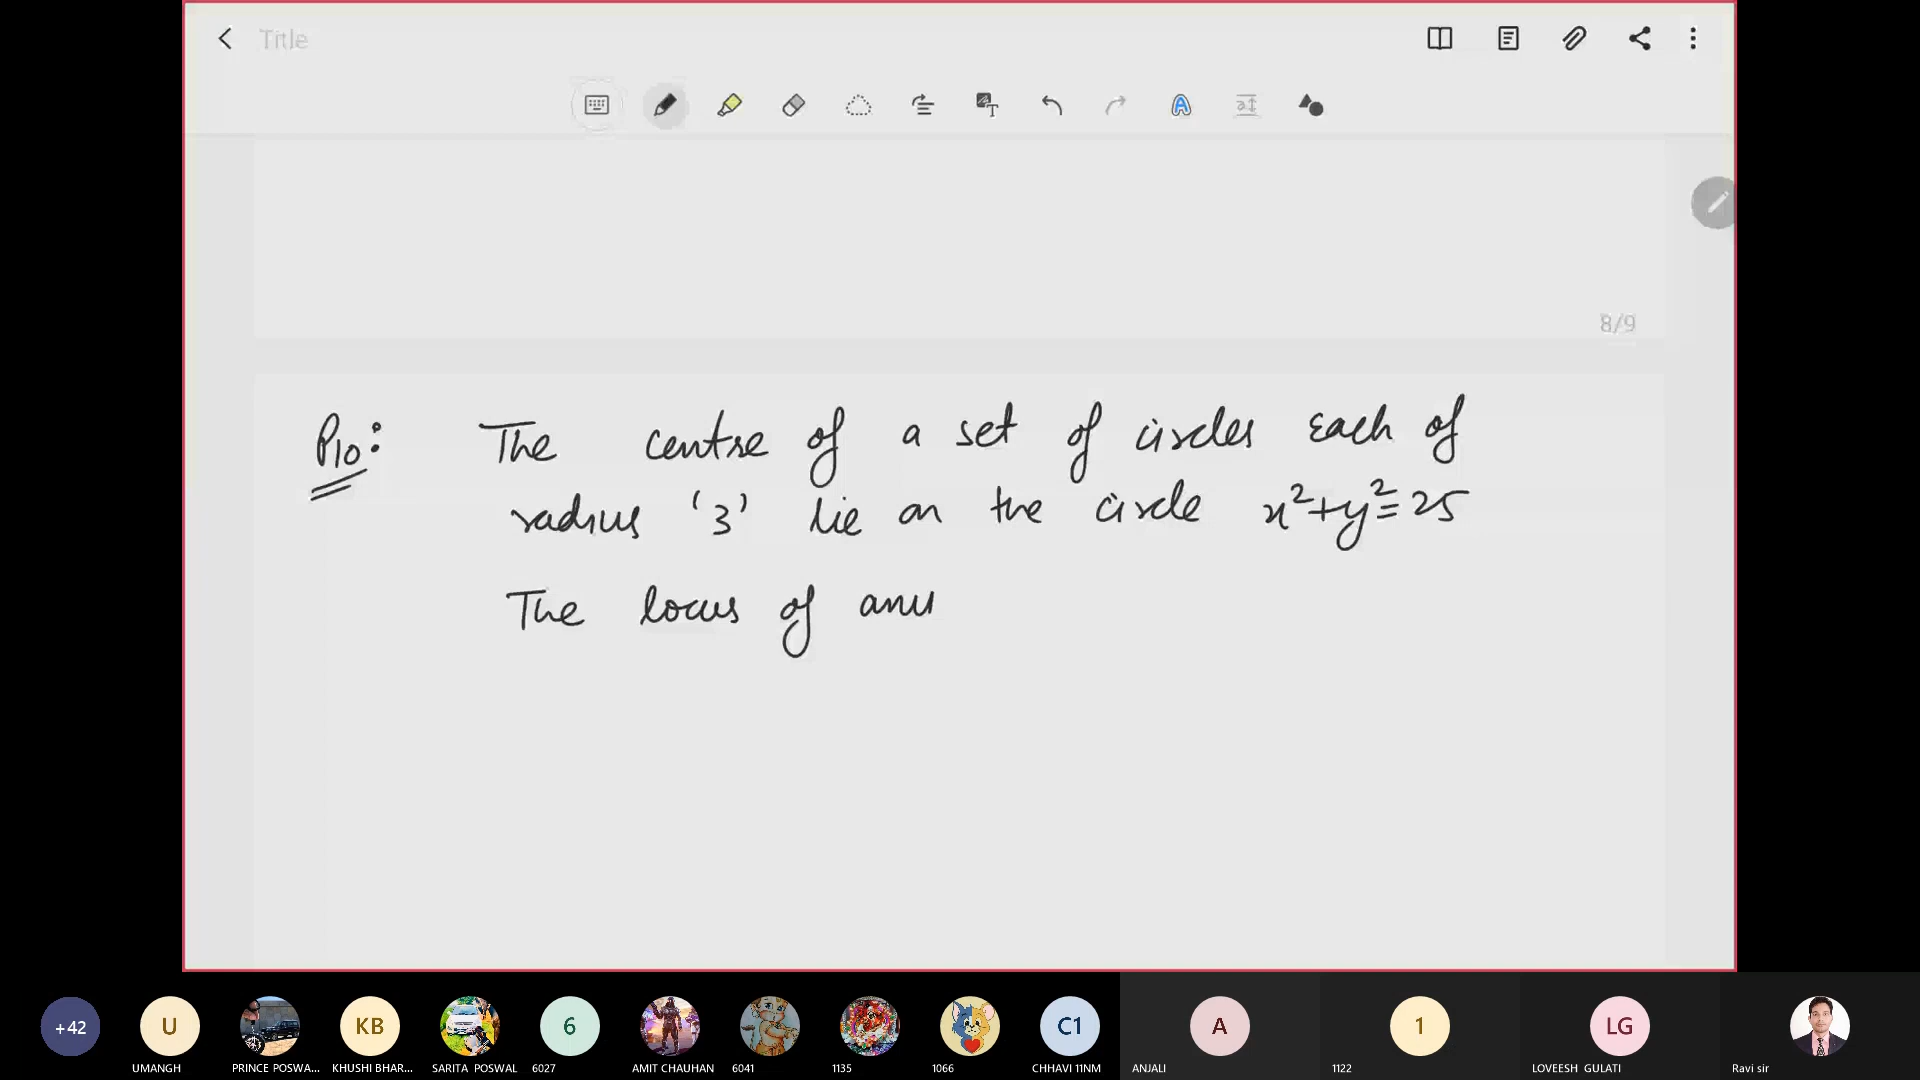 Title
8/9
P10: The centre of a set of circles Each of
radius '3' lie on the circle x²+y²=25
The locus of any
+42
U
KB
6
C1
A
1
LG
UMANGH
PRINCE POSWA...
KHUSHI BHAR...
SARITA POSWAL
6027
AMIT CHAUHAN
6041
1135
1066
CHHAVI 11NM
ANJALI
1122
LOVEESH GULATI
Ravi sir